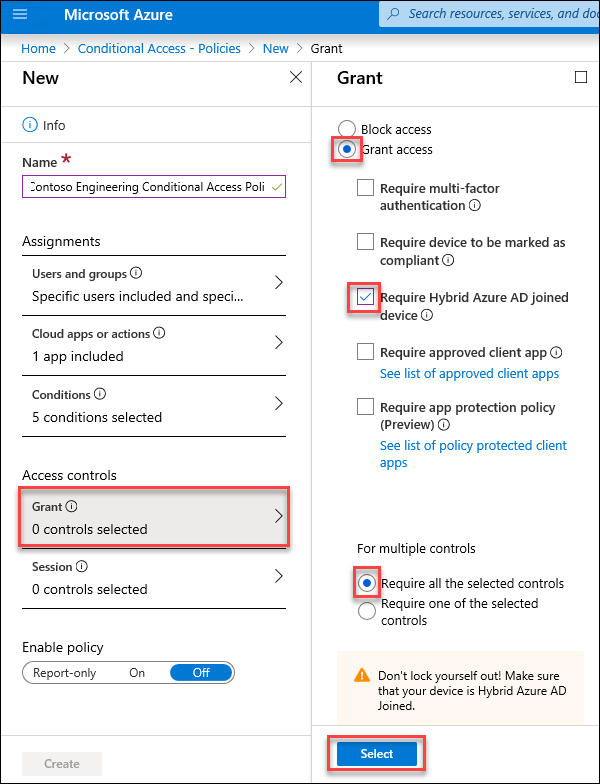 Microsoft Azure
Search resources, services, and doc
Home > Conditional Access - Policies > New > Grant
New
Info
Name *
Contoso Engineering Conditional Access Poli
Assignments
Users and groups
Specific users included and speci...
Cloud apps or actions
1 app included
Conditions
5 conditions selected
Access controls
Grant
0 controls selected
Session
0 controls selected
Enable policy
Report-only On Off
Create
Grant
Block access
Grant access
Require multi-factor
authentication
Require device to be marked as
compliant
Require Hybrid Azure AD joined
device
Require approved client app
See list of approved client apps
Require app protection policy
(Preview)
See list of policy protected client
apps
For multiple controls
Require all the selected controls
Require one of the selected
controls
Don't lock yourself out! Make sure
that your device is Hybrid Azure AD
Joined.
Select